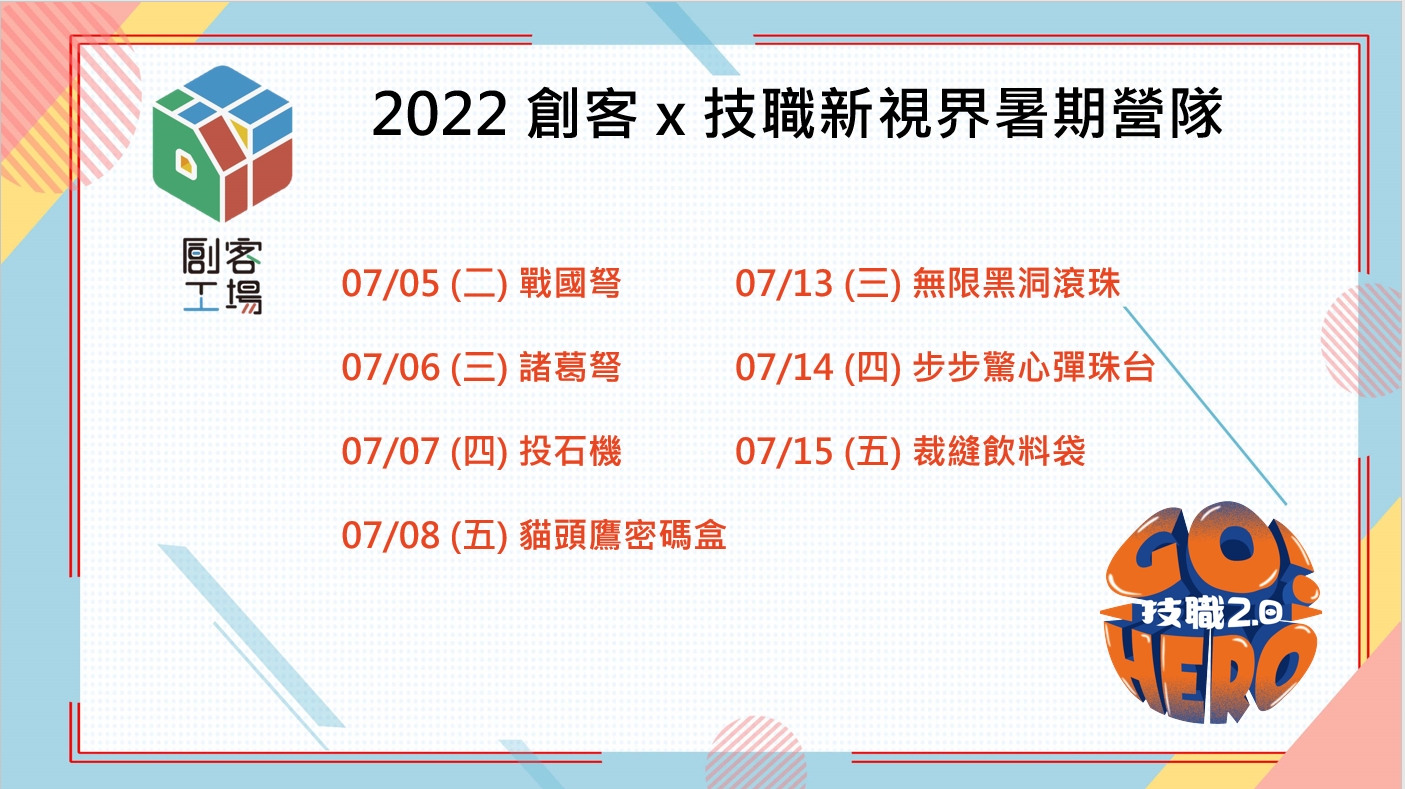 2022 創客 x 技職新視界暑期營隊
創客
工場
07/05 (二) 戰國弩
07/06 (三) 諸葛弩
07/07 (四) 投石機
07/08 (五) 貓頭鷹密碼盒
07/13 (三) 無限黑洞滾珠
07/14 (四) 步步驚心彈珠台
07/15 (五) 裁縫飲料袋
GO!
技職2.0
HERO